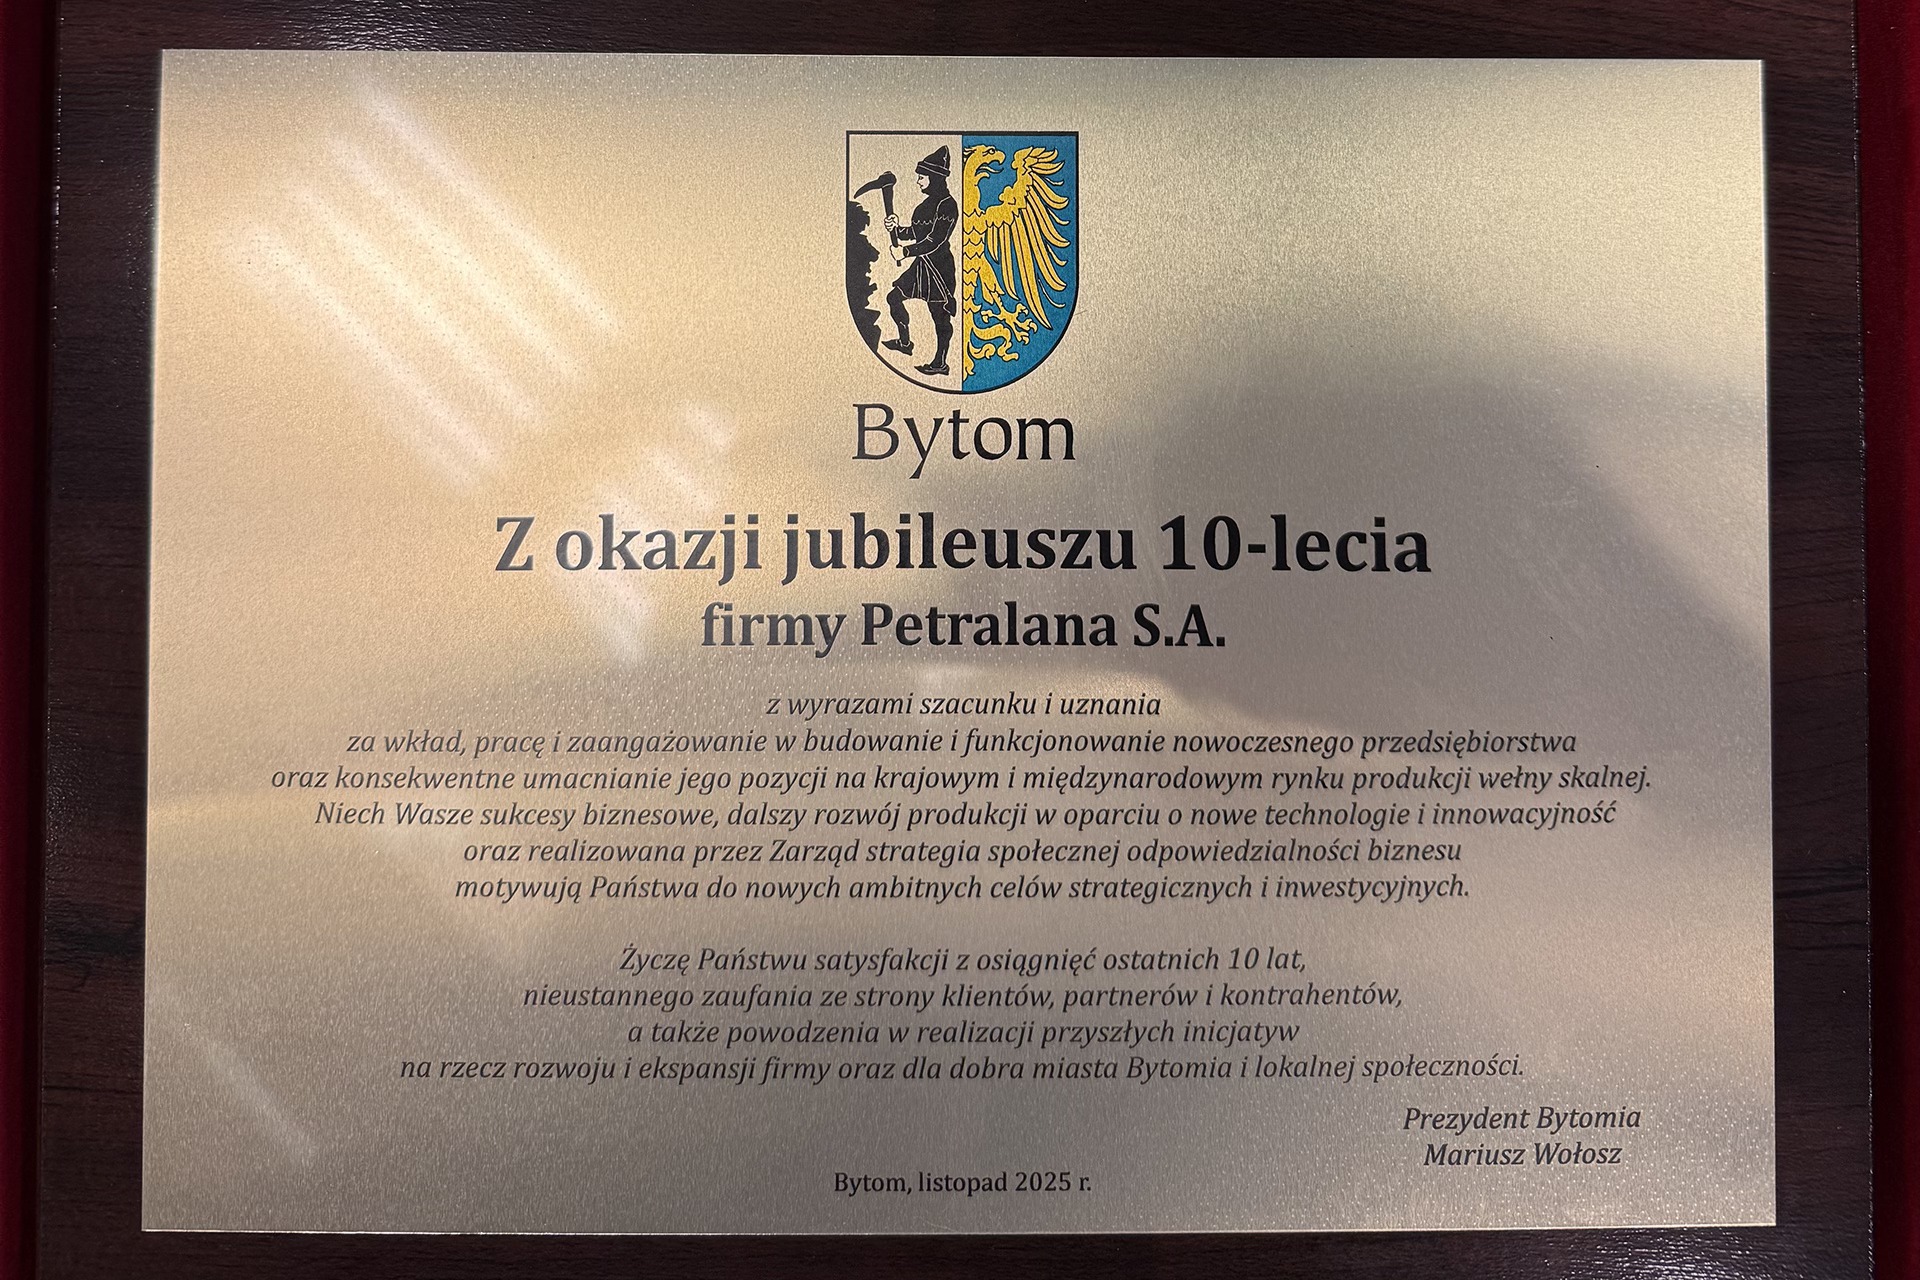 Bytom
Z okazji jubileuszu 10-lecia
firmy Petralana S.A.
z wyrazami szacunku i uznania
za wkład, pracę i zaangażowanie w budowanie i funkcjonowanie nowoczesnego przedsiębiorstwa
oraz konsekwentne umacnianie jego pozycji na krajowym i międzynarodowym rynku produkcji wełny skalnej.
Niech Wasze sukcesy biznesowe, dalszy rozwój produkcji w oparciu o nowe technologie i innowacyjność
oraz realizowana przez Zarząd strategia społecznej odpowiedzialności biznesu
motywują Państwa do nowych ambitnych celów strategicznych i inwestycyjnych.
Życzę Państwu satysfakcji z osiągnięć ostatnich 10 lat,
nieustannego zaufania ze strony klientów, partnerów i kontrahentów,
a także powodzenia w realizacji przyszłych inicjatyw
na rzecz rozwoju i ekspansji firmy oraz dla dobra miasta Bytomia i lokalnej społeczności.
Prezydent Bytomia
Mariusz Wołosz
Bytom, listopad 2025 r.